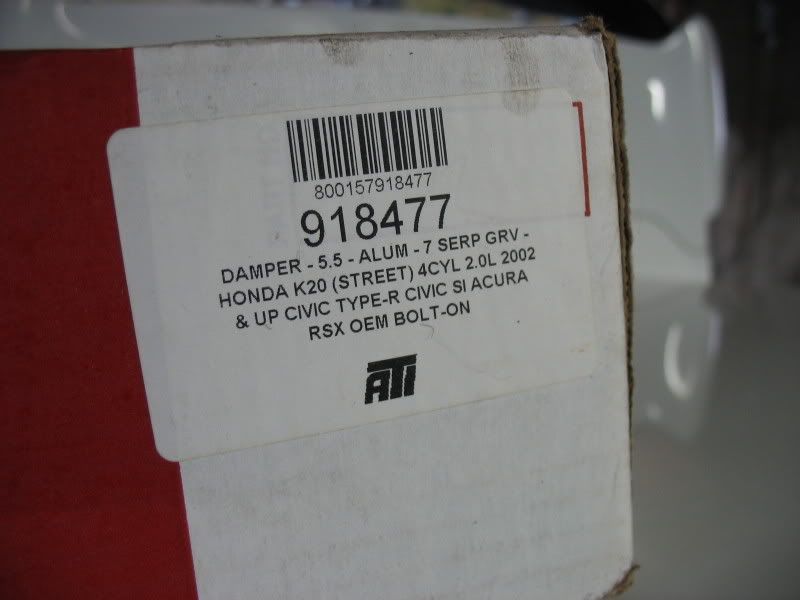 800157918477
918477
DAMPER - 5.5 - ALUM - 7 SERP GRV -
HONDA K20 (STREET) 4CYL 2.0L 2002
& UP CIVIC TYPE-R CIVIC SI ACURA
RSX OEM BOLT-ON
ATI